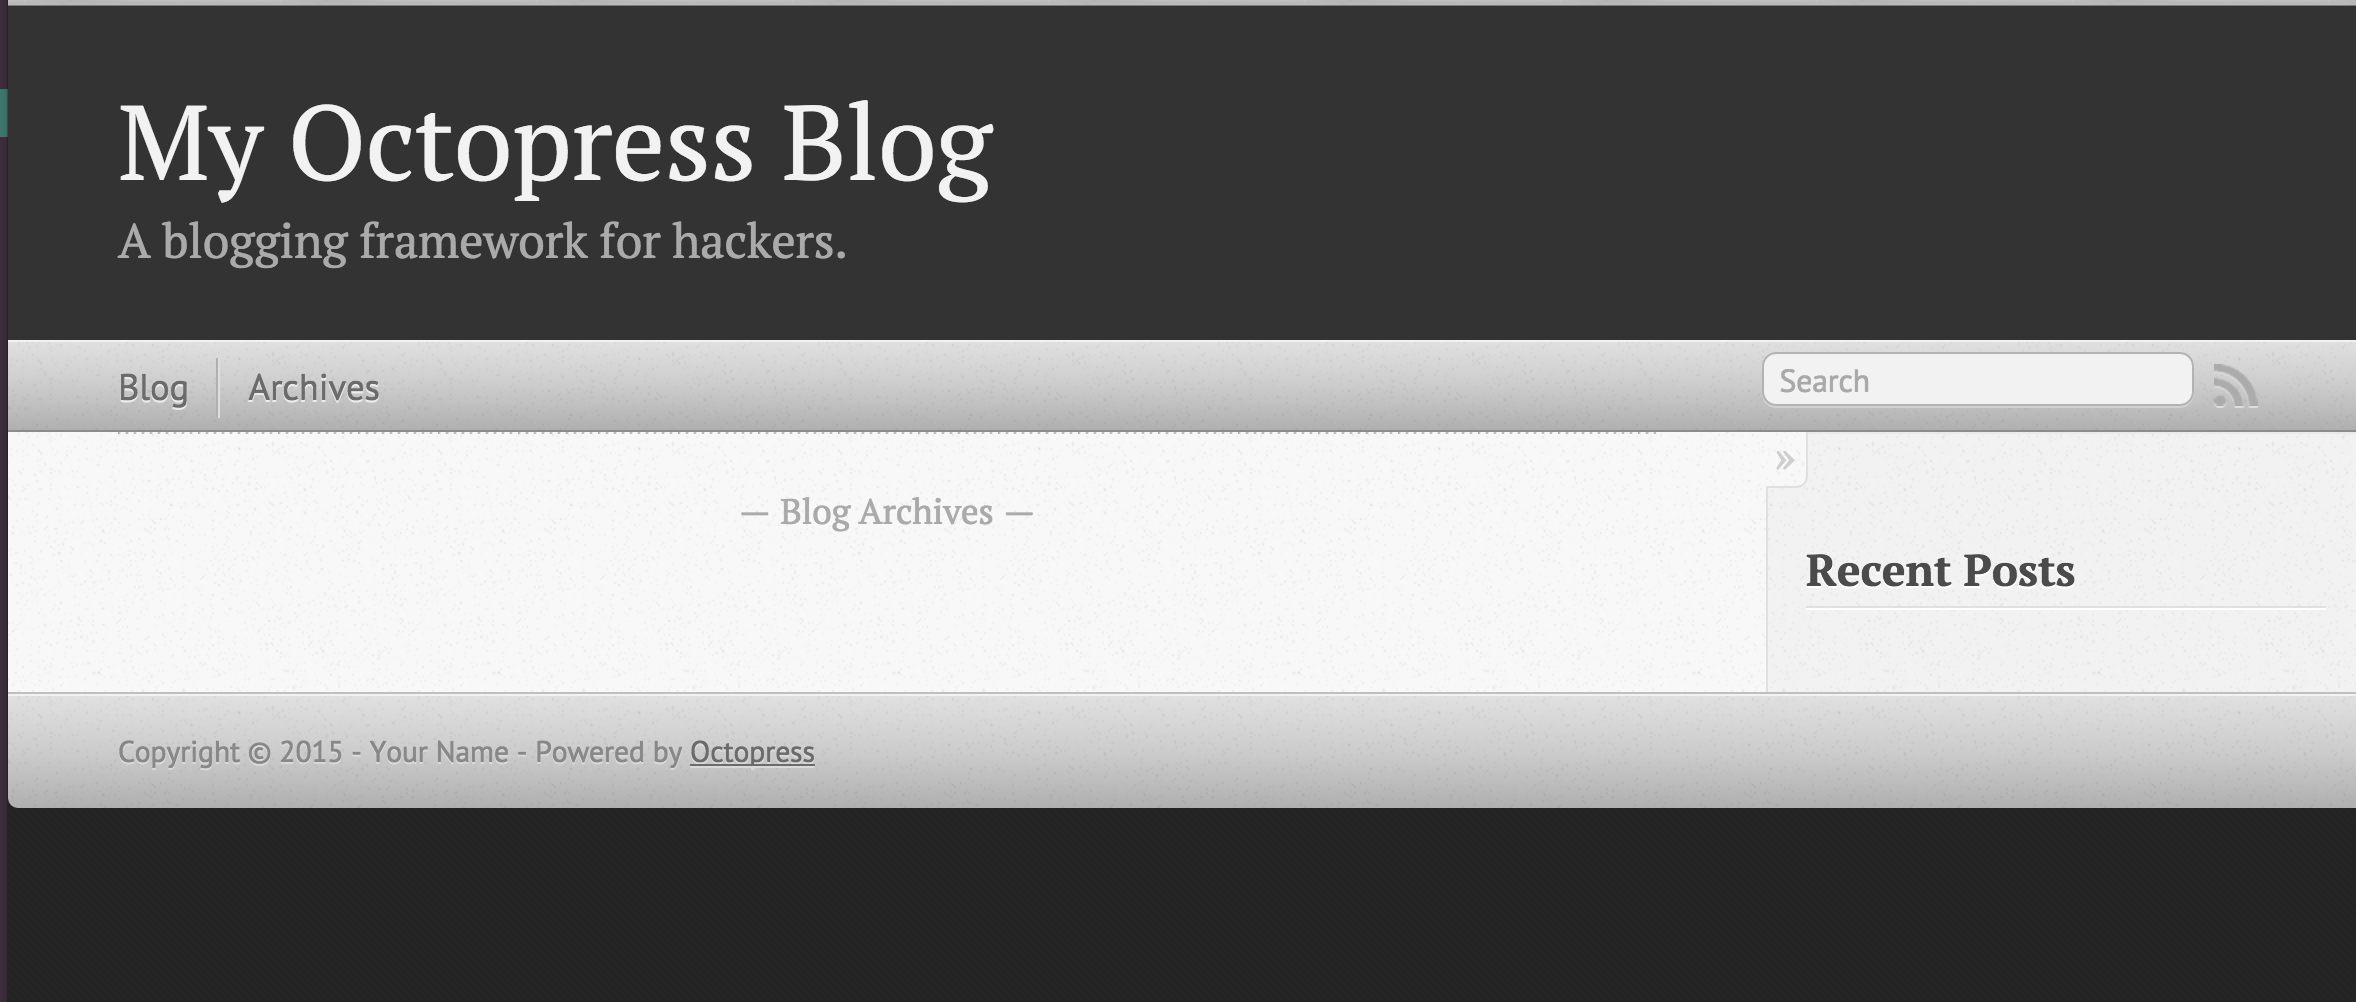 My Octopress Blog
A blogging framework for hackers.
Blog
Archives
Search
»
— Blog Archives —
Recent Posts
Copyright © 2015 - Your Name - Powered by Octopress